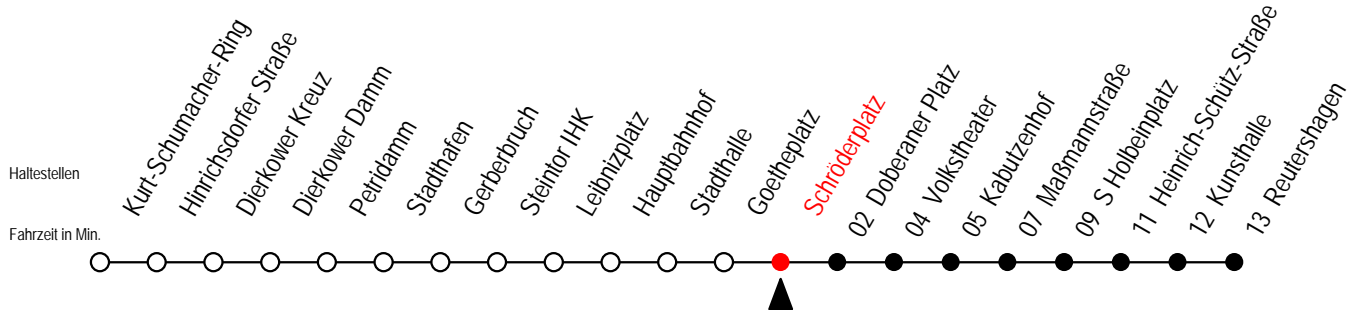 Haltestellen
Fahrzeit in Min.
Kurt-Schumacher-Ring
Hinrichsdorfer Straße
Dierkower Kreuz
Dierkower Damm
Petridamm
Stadthafen
Gerberbruch
Steintor IHK
Leibnizplatz
Hauptbahnhof
Stadthalle
Goetheplatz
Schröderplatz
02 Doberaner Platz
04 Volkstheater
05 Kabutzenhof
07 Maßmannstraße
09 S Holbeinplatz
11 Heinrich-Schütz-Straße
12 Kunsthalle
13 Reutershagen